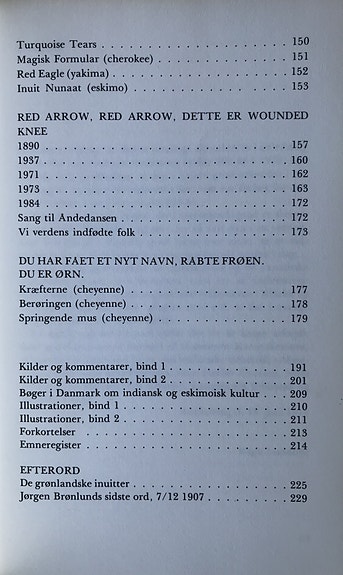 Turquoise Tears . . . . . . . . . . . . . . . . . . 150
Magisk Formular (cherokee) . . . . . . . . . . . . . 151
Red Eagle (yakima) . . . . . . . . . . . . . . . . . 152
Inuit Nunaat (eskimo) . . . . . . . . . . . . . . . 153
RED ARROW, RED ARROW, DETTE ER WOUNDED
KNEE
1890 . . . . . . . . . . . . . . . . . . . . . . . . 157
1937 . . . . . . . . . . . . . . . . . . . . . . . . 160
1971 . . . . . . . . . . . . . . . . . . . . . . . . 162
1973 . . . . . . . . . . . . . . . . . . . . . . . . 163
1984 . . . . . . . . . . . . . . . . . . . . . . . . 172
Sang til Andedansen . . . . . . . . . . . . . . . . 172
Vi verdens indfødte folk . . . . . . . . . . . . . . 173
DU HAR FAET ET NYT NAVN, RABTE FRØEN.
DU ER ØRN.
Kræfterne (cheyenne) . . . . . . . . . . . . . . . 177
Berøringen (cheyenne) . . . . . . . . . . . . . . . 178
Springende mus (cheyenne) . . . . . . . . . . . . . 179
Kilder og kommentarer, bind 1 . . . . . . . . . . . 191
Kilder og kommentarer, bind 2 . . . . . . . . . . . 201
Bøger i Danmark om indiansk og eskimoisk kultur . . . 209
Illustrationer, bind 1 . . . . . . . . . . . . . . . 210
Illustrationer, bind 2 . . . . . . . . . . . . . . . 211
Forkortelser . . . . . . . . . . . . . . . . . . . 213
Emneregister . . . . . . . . . . . . . . . . . . . 214
EFTERORD
De grønlandske inuitter . . . . . . . . . . . . . . 225
Jørgen Brønlunds sidste ord, 7/12 1907 . . . . . . . . 229